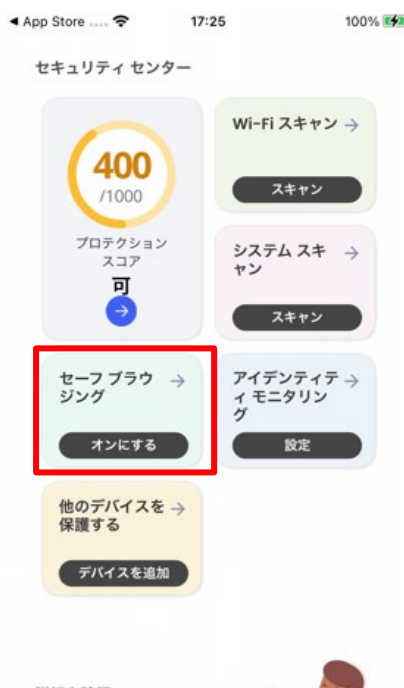 App Store
17:25
100%
セキュリティ センター
400
/1000
プロテクション
スコア
可
Wi-Fi スキャン
スキャン
システム スキ
ャン
スキャン
セーフ ブラウ
ジング
オンにする
アイデンティテ
ィ モニタリン
グ
設定
他のデバイスを
保護する
デバイスを追加